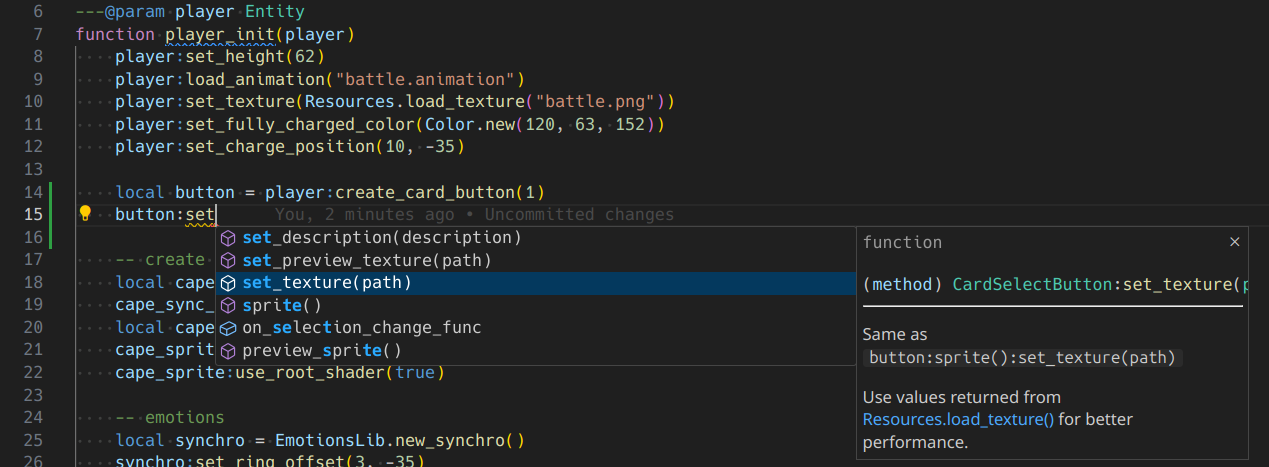 6 ---@param player Entity
7 function player_init(player)
8 player:set_height(62)
9 player:load_animation("battle.animation")
10 player:set_texture(Resources.load_texture("battle.png"))
11 player:set_fully_charged_color(Color.new(120, 63, 152))
12 player:set_charge_position(10, -35)
13
14 local button = player:create_card_button(1)
15 button:set You, 2 minutes ago • Uncommitted changes
16
17 -- create
18 local cape
19 cape_sync_
20 local cape
21 cape_sprit
22 cape_sprite:use_root_shader(true)
23
24 -- emotions
25 local synchro = EmotionsLib.new_synchro()
26 synchro:set_ring_offset(3, -35)
set_description(description)
set_preview_texture(path)
set_texture(path)
sprite()
on_selection_change_func
preview_sprite()
function ×
(method) CardSelectButton:set_texture(p
Same as
button:sprite():set_texture(path)
Use values returned from
Resources.load_texture() for better
performance.